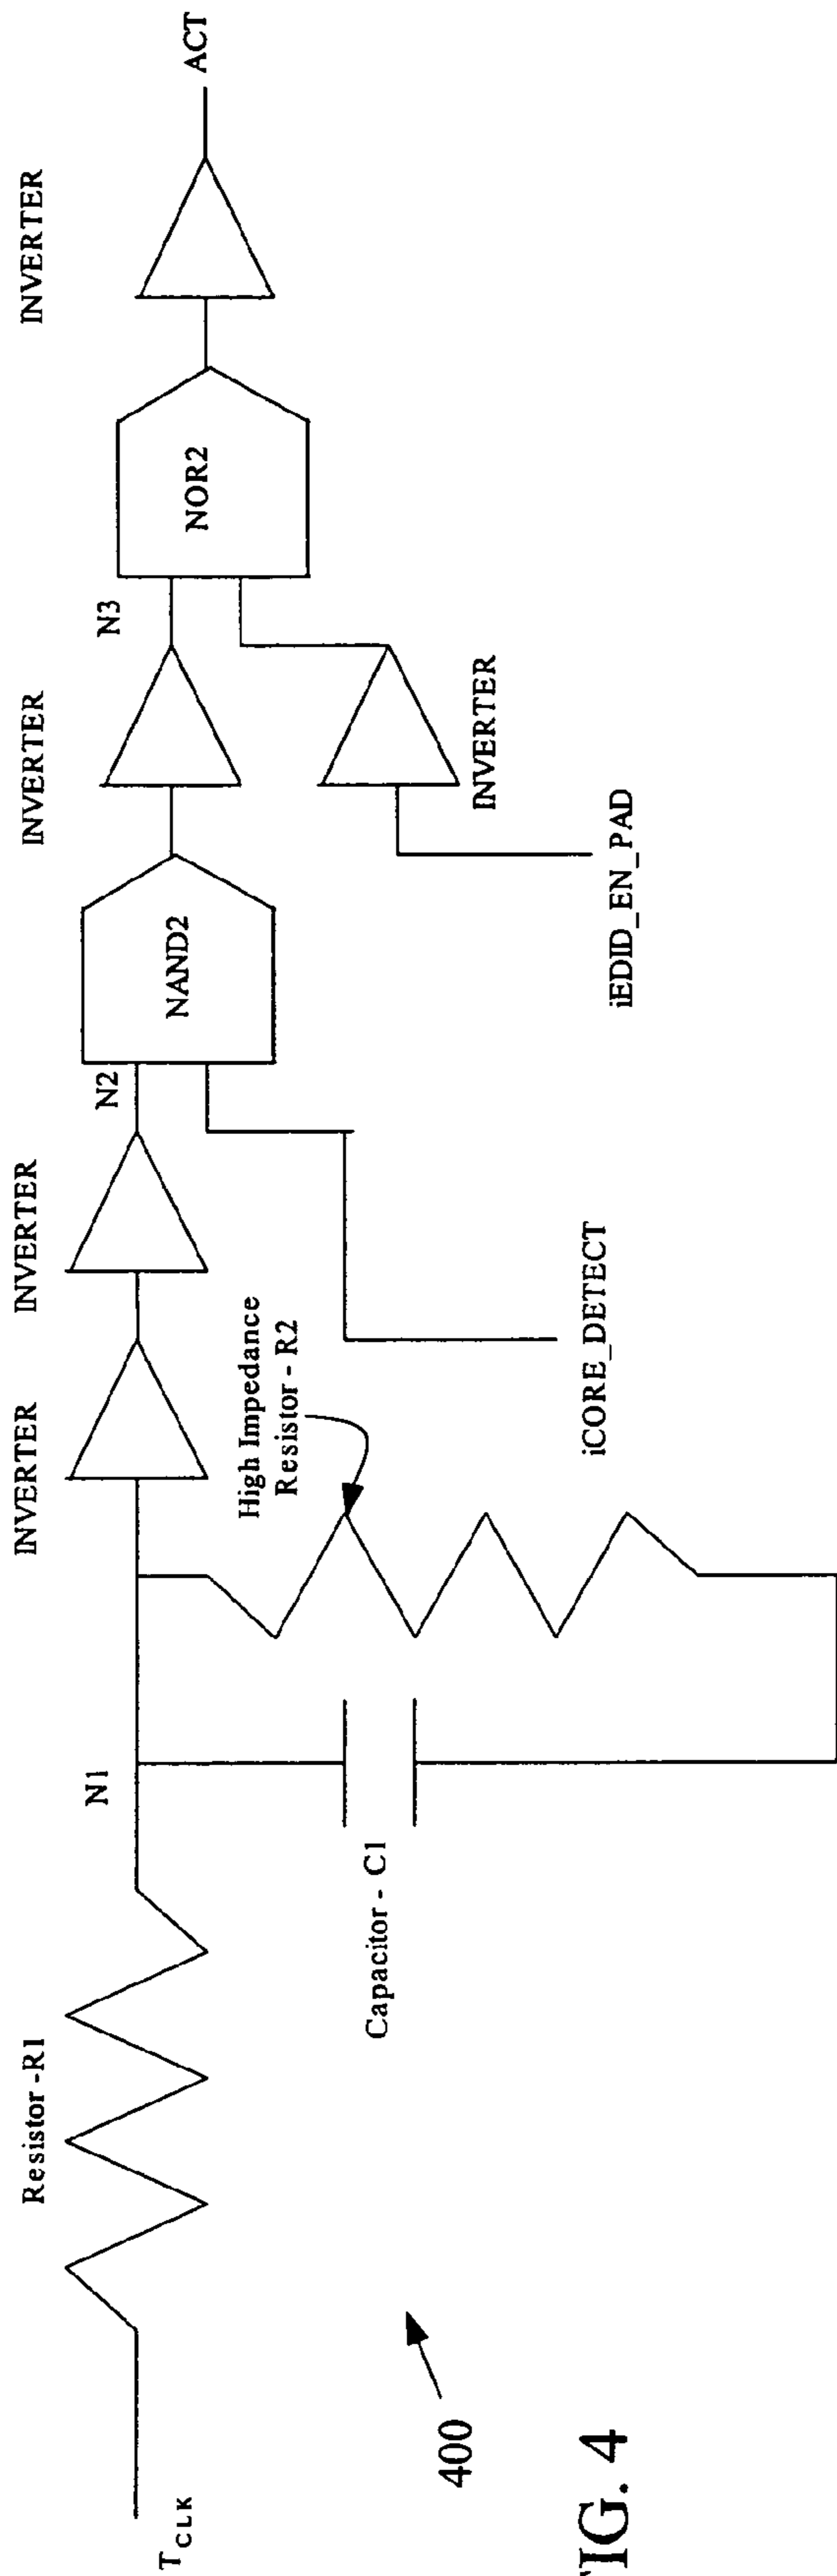 T CLK
Resistor -R1
N1
Capacitor - C1
High Impedance
Resistor - R2
INVERTER
INVERTER
N2
NAND2
iCORE_DETECT
INVERTER
N3
INVERTER
iEDID_EN_PAD
NOR2
INVERTER
ACT
400
FIG. 4